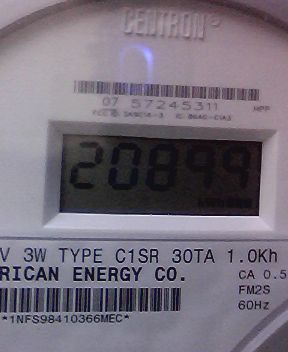 CENTRON
07 57245311 HPP
20899
V 3W TYPE C1SR 30TA 1.0Kh
RICAN ENERGY CO. CA 0.5
FM2S
60Hz
*1NFS98410366MEC*